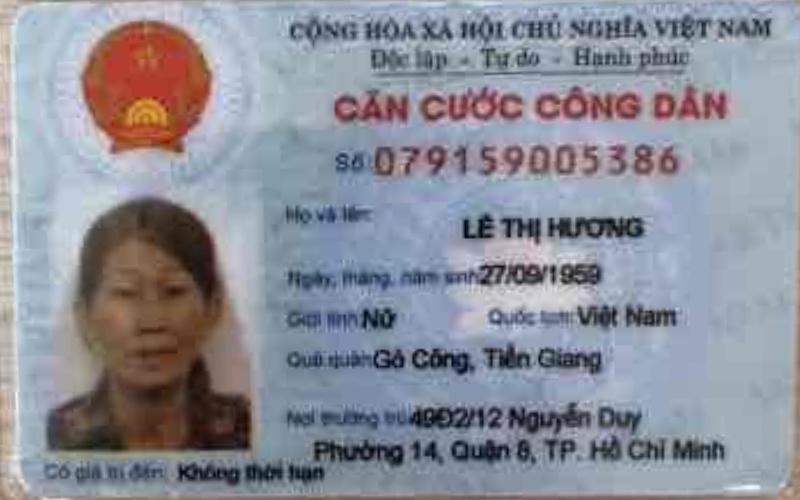 CỘNG HÒA XÃ HỘI CHỦ NGHĨA VIỆT NAM
Độc lập - Tự do - Hạnh phúc
CĂN CƯỚC CÔNG DÂN
Số 079159005386
Họ và tên:
LÊ THỊ HƯƠNG
Ngày, tháng, năm sinh 27/09/1959
Giới tính Nữ Quốc tịch Việt Nam
Quê quán Gò Công, Tiền Giang
Nơi thường trú 49Đ2/12 Nguyễn Duy
Phường 14, Quận 8, TP. Hồ Chí Minh
Có giá trị đến: Không thời hạn